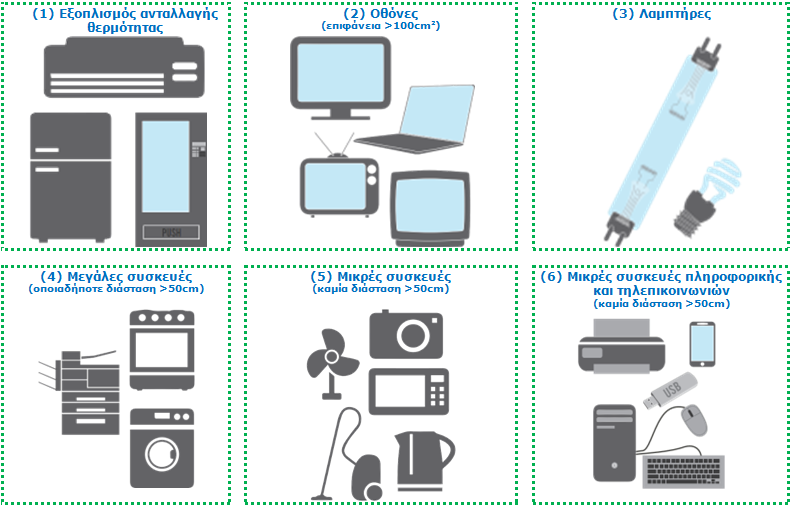 (1) Εξοπλισμός ανταλλαγής
θερμότητας
(2) Οθόνες
(επιφάνεια >100cm²)
(3) Λαμπτήρες
PUSH
(4) Μεγάλες συσκευές
(οποιαδήποτε διάσταση >50cm)
(5) Μικρές συσκευές
(καμία διάσταση >50cm)
(6) Μικρές συσκευές πληροφορικής
και τηλεπικοινωνιών
(καμία διάσταση >50cm)
USB